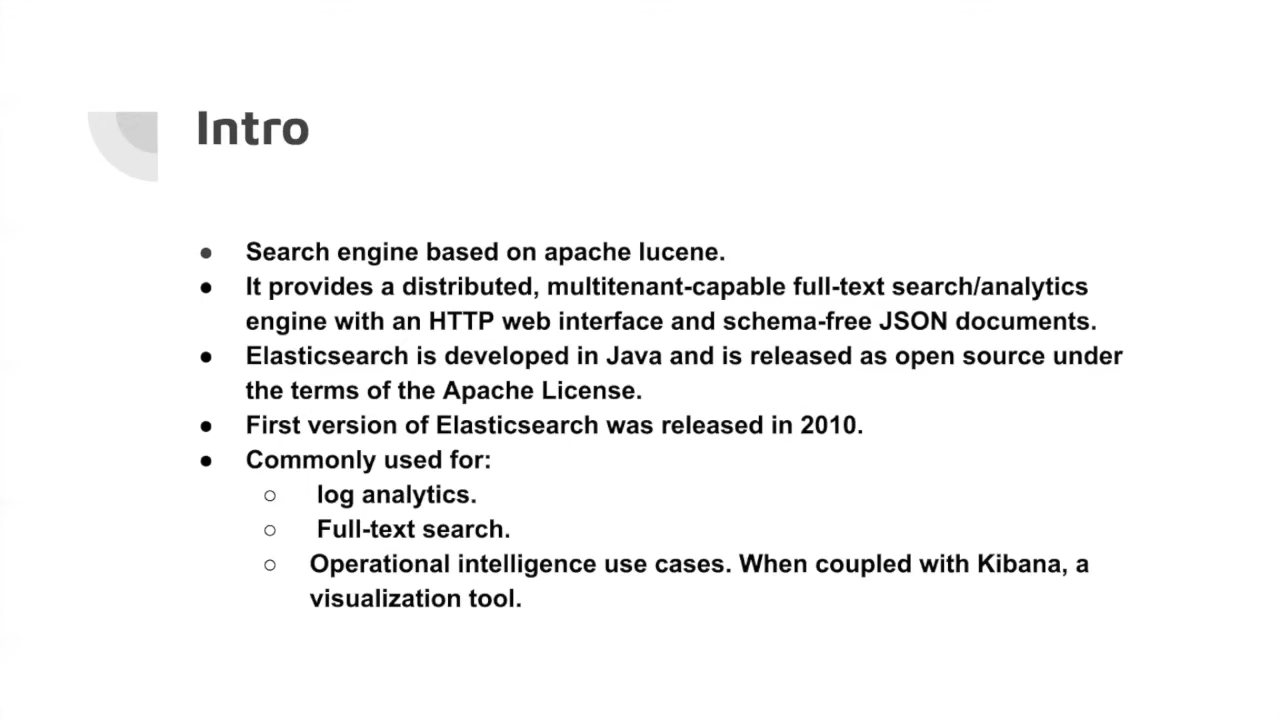 Intro
● Search engine based on apache lucene.
● It provides a distributed, multitenant-capable full-text search/analytics
engine with an HTTP web interface and schema-free JSON documents.
● Elasticsearch is developed in Java and is released as open source under
the terms of the Apache License.
● First version of Elasticsearch was released in 2010.
● Commonly used for:
○ log analytics.
○ Full-text search.
○ Operational intelligence use cases. When coupled with Kibana, a
visualization tool.